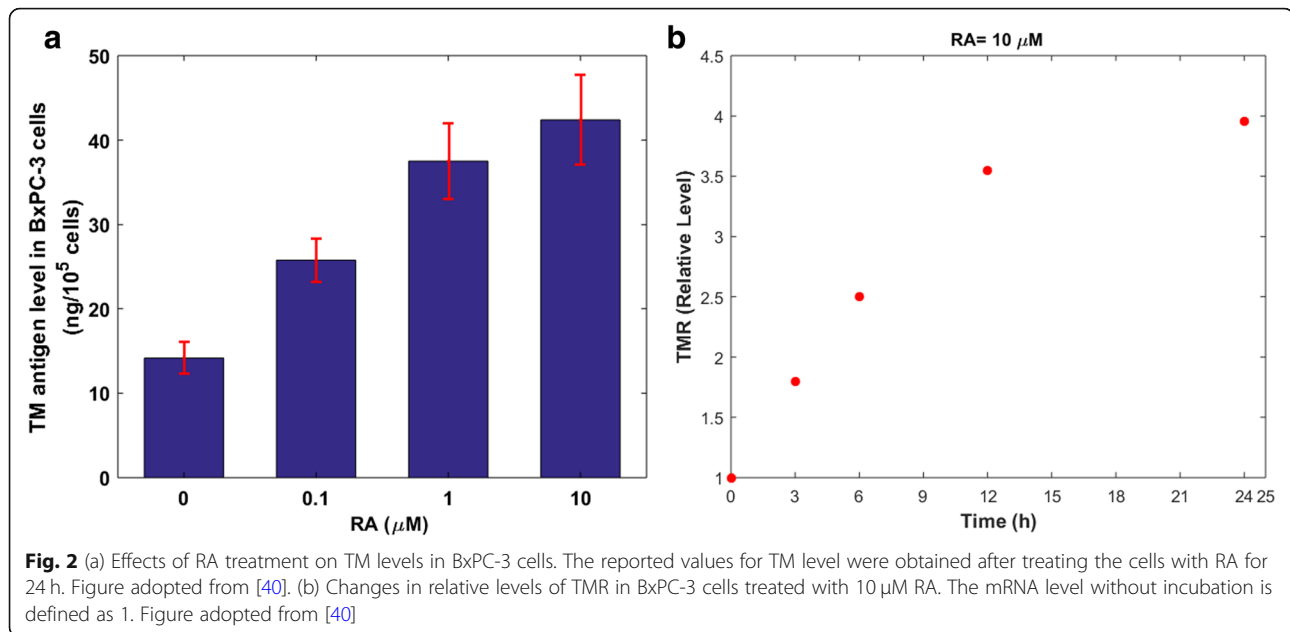 a
TM antigen level in BxPC-3 cells
(ng/10⁵ cells)
50
40
30
20
10
0
0 0.1 1 10
RA (μM)
b
RA= 10 μM
TMR (Relative Level)
4.5
4
3.5
3
2.5
2
1.5
1
0 3 6 9 12 15 18 21 24 25
Time (h)
Fig. 2 (a) Effects of RA treatment on TM levels in BxPC-3 cells. The reported values for TM level were obtained after treating the cells with RA for
24 h. Figure adopted from [40]. (b) Changes in relative levels of TMR in BxPC-3 cells treated with 10 μM RA. The mRNA level without incubation is
defined as 1. Figure adopted from [40]